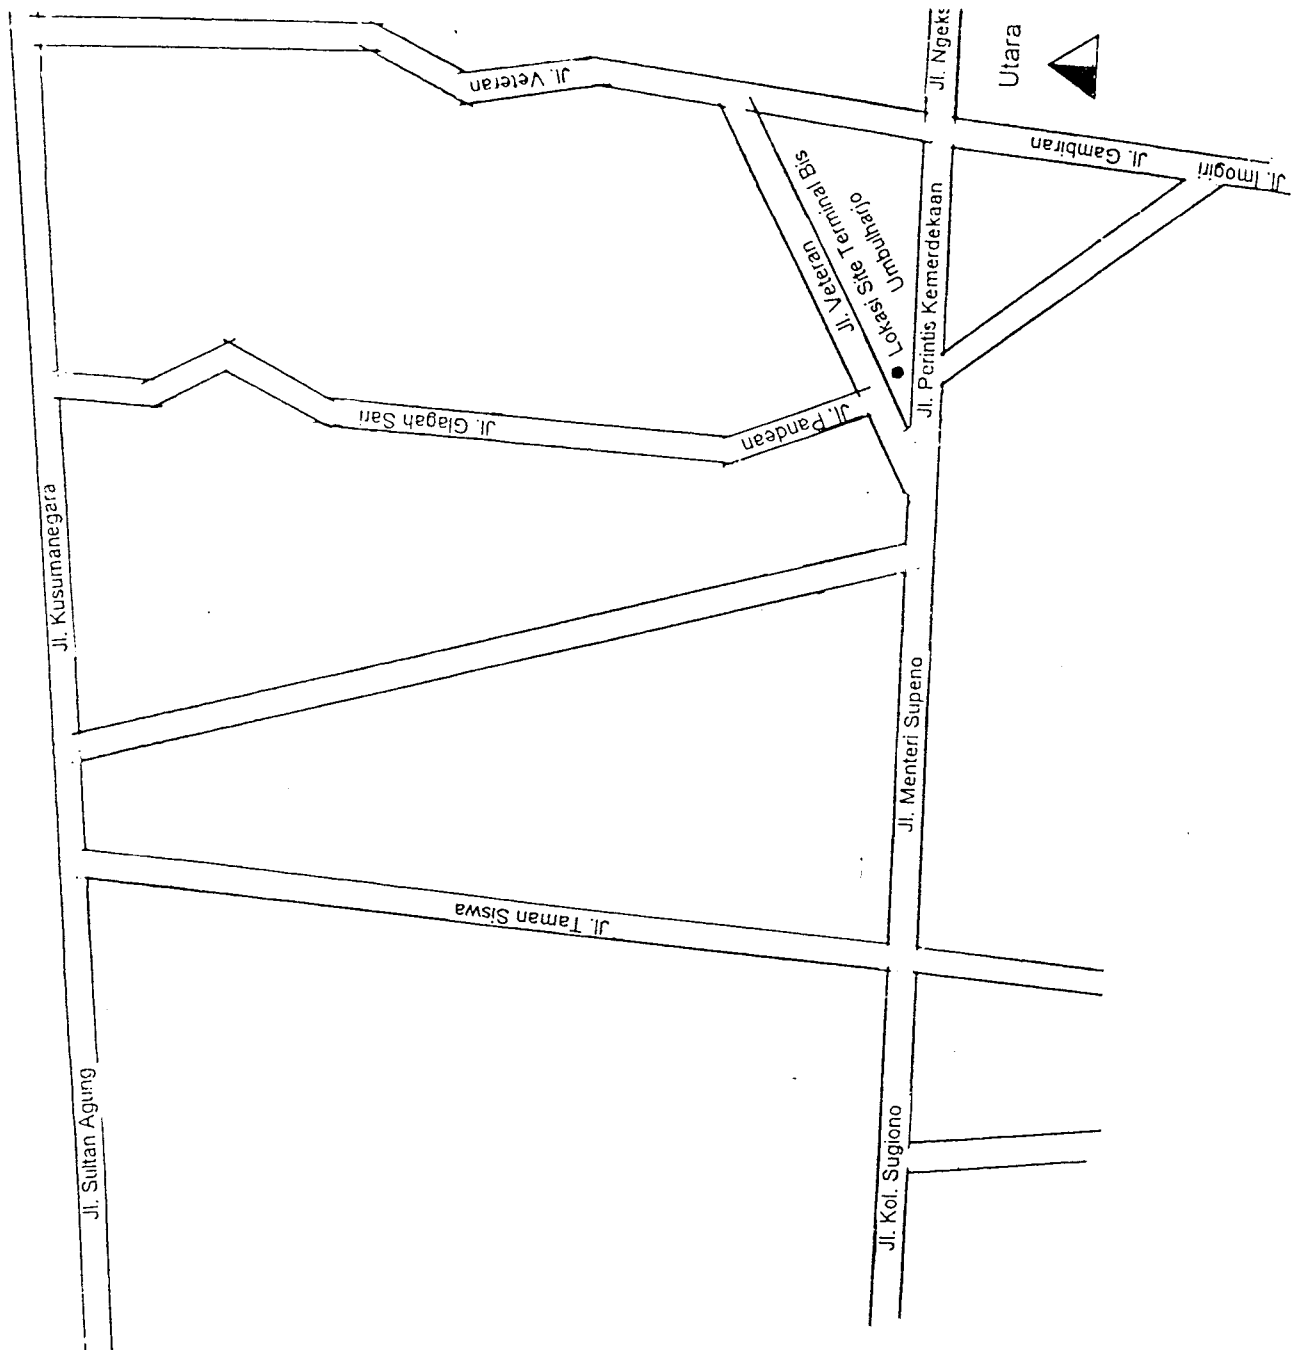 Jl. Kusumanegara
Jl. Sultan Agung
Jl. Veteran
Jl. Glagah Sari
Jl. Pandean
Jl. Veteran
Lokasi Site Terminal Bis
Umbulharjo
Jl. Taman Siswa
Jl. Ngeks
Jl. Perintis Kemerdekaan
Jl. Menteri Supeno
Jl. Kol. Sugiono
Jl. Gambiran
Jl. Imogiri
Utara